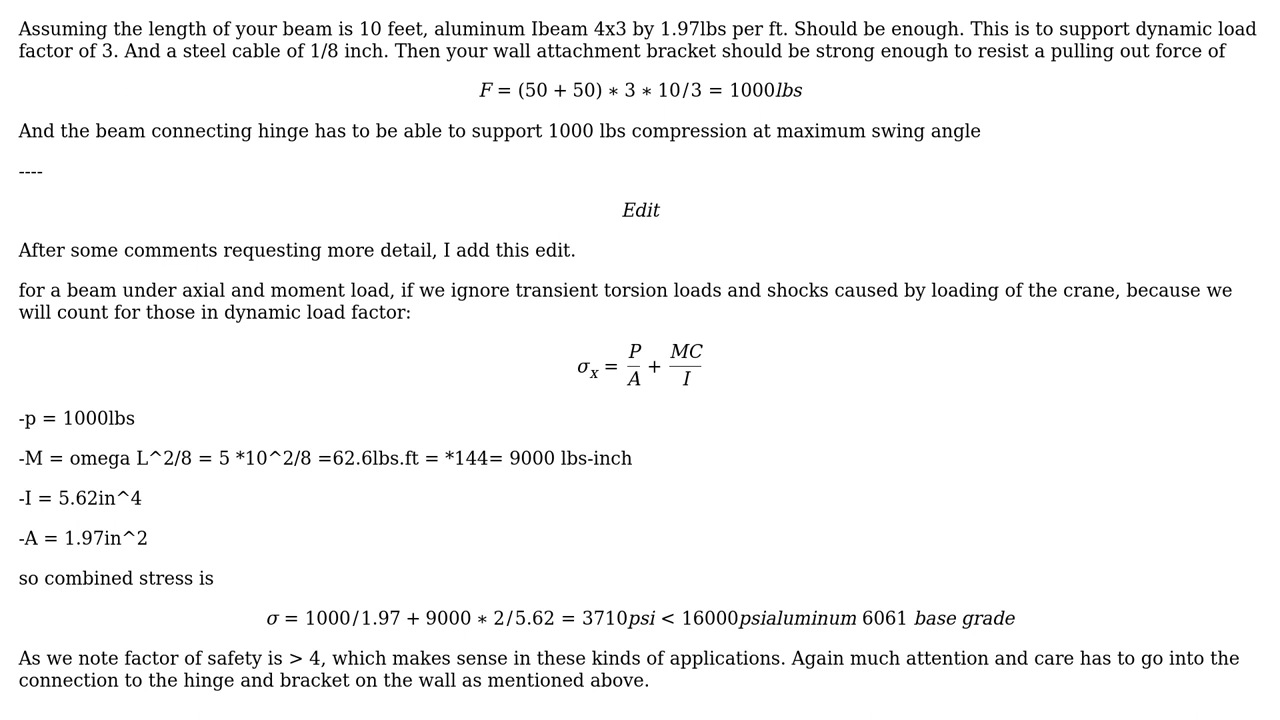 Assuming the length of your beam is 10 feet, aluminum Ibeam 4x3 by 1.97lbs per ft. Should be enough. This is to support dynamic load
factor of 3. And a steel cable of 1/8 inch. Then your wall attachment bracket should be strong enough to resist a pulling out force of
F = (50 + 50) ∗ 3 ∗ 10/3 = 1000lbs
And the beam connecting hinge has to be able to support 1000 lbs compression at maximum swing angle
----
Edit
After some comments requesting more detail, I add this edit.
for a beam under axial and moment load, if we ignore transient torsion loads and shocks caused by loading of the crane, because we
will count for those in dynamic load factor:
σ_x = P/A + MC/I
-p = 1000lbs
-M = omega L^2/8 = 5 *10^2/8 =62.6lbs.ft = *144= 9000 lbs-inch
-I = 5.62in^4
-A = 1.97in^2
so combined stress is
σ = 1000/1.97 + 9000 ∗ 2/5.62 = 3710psi < 16000psialuminum 6061 base grade
As we note factor of safety is > 4, which makes sense in these kinds of applications. Again much attention and care has to go into the
connection to the hinge and bracket on the wall as mentioned above.